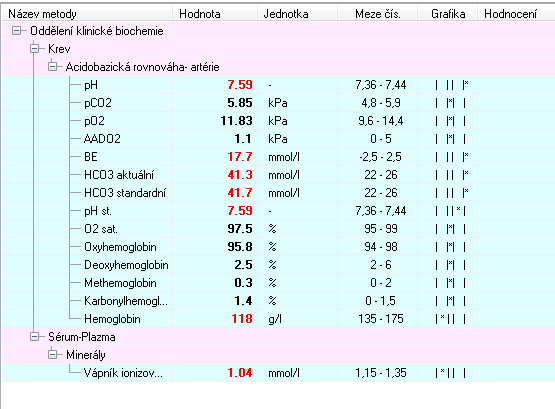 Název metody Hodnota Jednotka Meze čís. Grafika Hodnocení
Oddělení klinické biochemie
Krev
Acidobazická rovnováha- artérie
pH 7.59 - 7,36 - 7,44 | | | |*
pCO2 5.85 kPa 4,8 - 5,9 | |*| |
pO2 11.83 kPa 9,6 - 14,4 | |*| |
AADO2 1.1 kPa 0 - 5 | |*| |
BE 17.7 mmol/l -2,5 - 2,5 | | | |*
HCO3 aktuální 41.3 mmol/l 22 - 26 | | | |*
HCO3 standardní 41.7 mmol/l 22 - 26 | | | |*
pH st. 7.59 - 7,36 - 7,44 | | | * |
O2 sat. 97.5 % 95 - 99 | |*| |
Oxyhemoglobin 95.8 % 94 - 98 | |*| |
Deoxyhemoglobin 2.5 % 2 - 6 | |*| |
Methemoglobin 0.3 % 0 - 2 | |*| |
Karbonylhemogl... 1.4 % 0 - 1,5 | |*| |
Hemoglobin 118 g/l 135 - 175 | * | | |
Sérum-Plazma
Minerály
Vápník ionizov... 1.04 mmol/l 1,15 - 1,35 | * | | |